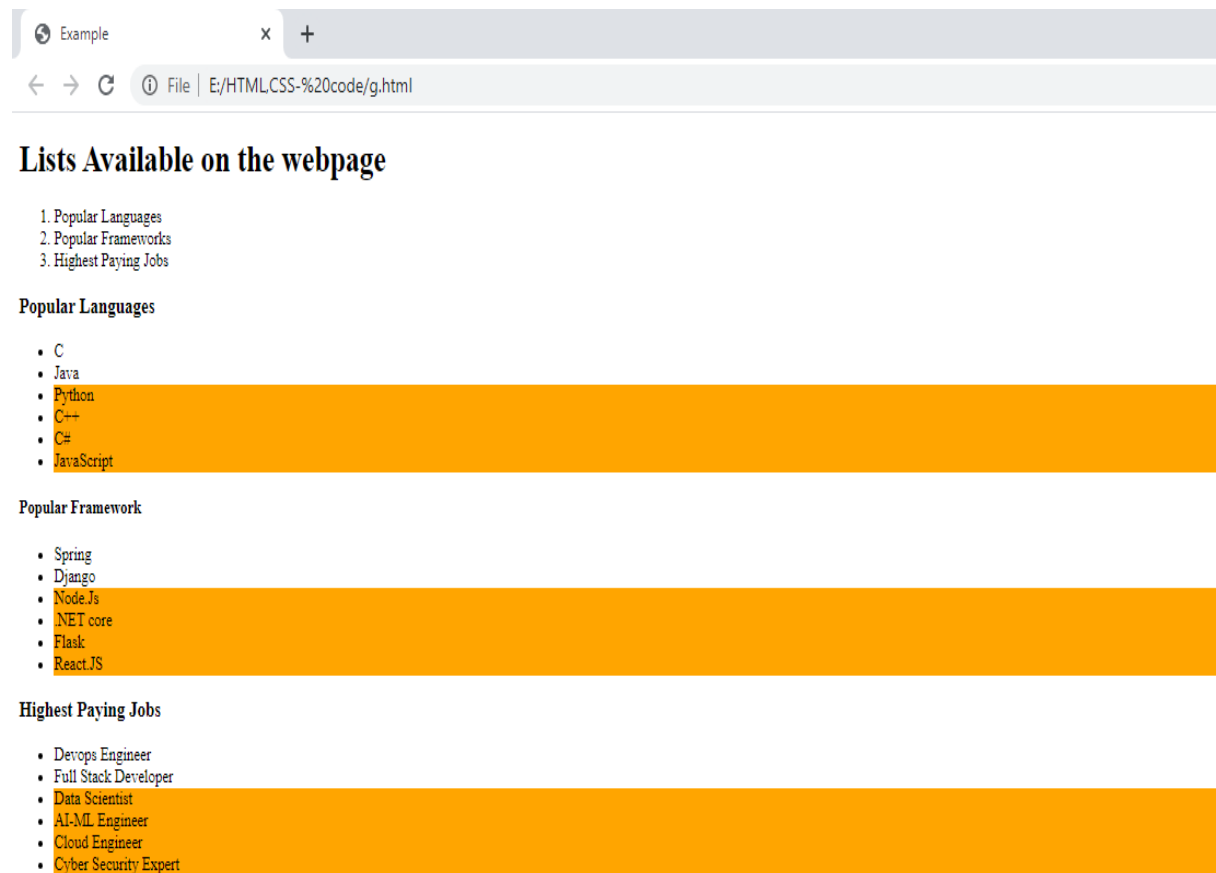 Example
File | E:/HTML,CSS-%20code/g.html
Lists Available on the webpage
1. Popular Languages
2. Popular Frameworks
3. Highest Paying Jobs
Popular Languages
• C
• Java
• Python
• C++
• C#
• JavaScript
Popular Framework
• Spring
• Django
• Node.Js
• .NET core
• Flask
• React.JS
Highest Paying Jobs
• Devops Engineer
• Full Stack Developer
• Data Scientist
• AI-ML Engineer
• Cloud Engineer
• Cyber Security Expert